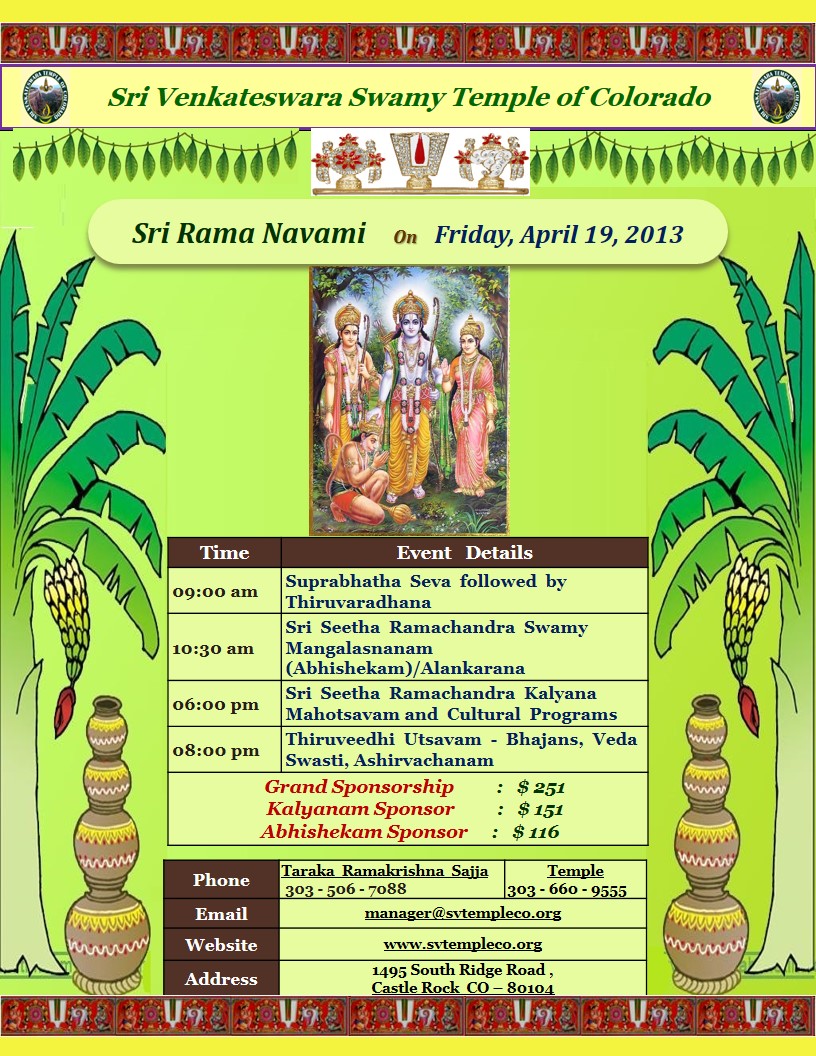 Sri Venkateswara Swamy Temple of Colorado
Sri Rama Navami On Friday, April 19, 2013
Time Event Details
09:00 am Suprabhatha Seva followed by
Thiruvaradhana
10:30 am Sri Seetha Ramachandra Swamy
Mangalasnanam
(Abhishekam)/Alankarana
06:00 pm Sri Seetha Ramachandra Kalyana
Mahotsavam and Cultural Programs
08:00 pm Thiruveedhi Utsavam - Bhajans, Veda
Swasti, Ashirvachanam
Grand Sponsorship : $ 251
Kalyanam Sponsor : $ 151
Abhishekam Sponsor : $ 116
Phone Taraka Ramakrishna Sajja Temple
303 - 506 - 7088 303 - 660 - 9555
Email manager@svtempleco.org
Website www.svtempleco.org
Address 1495 South Ridge Road ,
Castle Rock CO – 80104